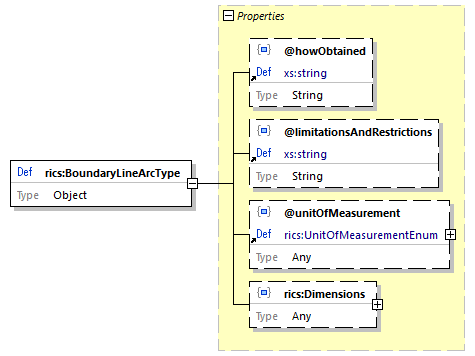 Properties
@howObtained
Def xs:string
Type String
@limitationsAndRestrictions
xs:string
Type String
Def rics:BoundaryLineArcType
Type Object
@unitOfMeasurement
Def rics:UnitOfMeasurementEnum
Type Any
rics:Dimensions
Type Any